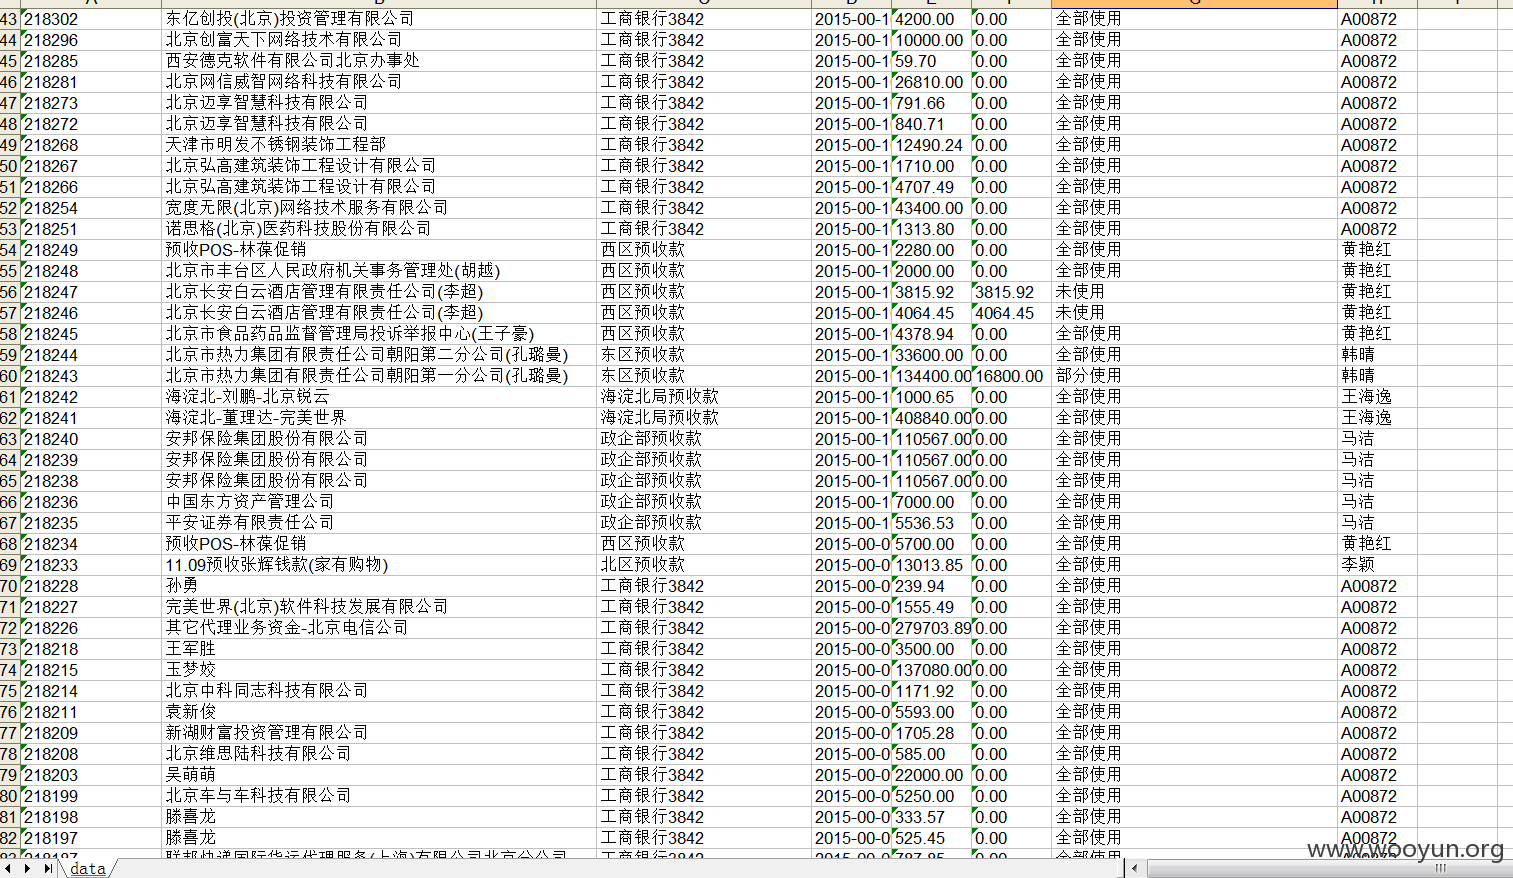 43 218302 东亿创投(北京)投资管理有限公司 工商银行3842 2015-00-1 4200.00 0.00 全部使用 A00872
44 218296 北京创富天下网络技术有限公司 工商银行3842 2015-00-1 10000.00 0.00 全部使用 A00872
45 218285 西安德克软件有限公司北京办事处 工商银行3842 2015-00-1 59.70 0.00 全部使用 A00872
46 218281 北京网信威智网络科技有限公司 工商银行3842 2015-00-1 26810.00 0.00 全部使用 A00872
47 218273 北京迈享智慧科技有限公司 工商银行3842 2015-00-1 791.66 0.00 全部使用 A00872
48 218272 北京迈享智慧科技有限公司 工商银行3842 2015-00-1 840.71 0.00 全部使用 A00872
49 218268 天津市明发不锈钢装饰工程部 工商银行3842 2015-00-1 12490.24 0.00 全部使用 A00872
50 218267 北京弘高建筑装饰工程设计有限公司 工商银行3842 2015-00-1 1710.00 0.00 全部使用 A00872
51 218266 北京弘高建筑装饰工程设计有限公司 工商银行3842 2015-00-1 4707.49 0.00 全部使用 A00872
52 218254 宽度无限(北京)网络技术服务有限公司 工商银行3842 2015-00-1 43400.00 0.00 全部使用 A00872
53 218251 诺思格(北京)医药科技股份有限公司 工商银行3842 2015-00-1 1313.80 0.00 全部使用 A00872
54 218249 预收POS-林葆促销 西区预收款 2015-00-1 2280.00 0.00 全部使用 黄艳红
55 218248 北京市丰台区人民政府机关事务管理处(胡越) 西区预收款 2015-00-1 2000.00 0.00 全部使用 黄艳红
56 218247 北京长安白云酒店管理有限责任公司(李超) 西区预收款 2015-00-1 3815.92 3815.92 未使用 黄艳红
57 218246 北京长安白云酒店管理有限责任公司(李超) 西区预收款 2015-00-1 4064.45 4064.45 未使用 黄艳红
58 218245 北京市食品药品监督管理局投诉举报中心(王子豪) 西区预收款 2015-00-1 4378.94 0.00 全部使用 黄艳红
59 218244 北京市热力集团有限责任公司朝阳第二分公司(孔璐曼) 东区预收款 2015-00-1 33600.00 0.00 全部使用 韩晴
60 218243 北京市热力集团有限责任公司朝阳第一分公司(孔璐曼) 东区预收款 2015-00-1 134400.00 16800.00 部分使用 韩晴
61 218242 海淀北-刘鹏-北京锐云 海淀北局预收款 2015-00-1 1000.65 0.00 全部使用 王海逸
62 218241 海淀北-董理达-完美世界 海淀北局预收款 2015-00-1 408840.00 0.00 全部使用 王海逸
63 218240 安邦保险集团股份有限公司 政企部预收款 2015-00-1 110567.00 0.00 全部使用 马洁
64 218239 安邦保险集团股份有限公司 政企部预收款 2015-00-1 110567.00 0.00 全部使用 马洁
65 218238 安邦保险集团股份有限公司 政企部预收款 2015-00-1 110567.00 0.00 全部使用 马洁
66 218236 中国东方资产管理公司 政企部预收款 2015-00-1 7000.00 0.00 全部使用 马洁
67 218235 平安证券有限责任公司 政企部预收款 2015-00-1 5536.53 0.00 全部使用 马洁
68 218234 预收POS-林葆促销 西区预收款 2015-00-0 5700.00 0.00 全部使用 黄艳红
69 218233 11.09预收张辉钱款(家有购物) 北区预收款 2015-00-0 13013.85 0.00 全部使用 李颖
70 218228 孙勇 工商银行3842 2015-00-0 239.94 0.00 全部使用 A00872
71 218227 完美世界(北京)软件科技发展有限公司 工商银行3842 2015-00-0 1555.49 0.00 全部使用 A00872
72 218226 其它代理业务资金-北京电信公司 工商银行3842 2015-00-0 279703.89 0.00 全部使用 A00872
73 218218 王军胜 工商银行3842 2015-00-0 3500.00 0.00 全部使用 A00872
74 218215 玉梦姣 工商银行3842 2015-00-0 137080.00 0.00 全部使用 A00872
75 218214 北京中科同志科技有限公司 工商银行3842 2015-00-0 1171.92 0.00 全部使用 A00872
76 218211 袁新俊 工商银行3842 2015-00-0 5593.00 0.00 全部使用 A00872
77 218209 新湖财富投资管理有限公司 工商银行3842 2015-00-0 1705.28 0.00 全部使用 A00872
78 218208 北京维思陆科技有限公司 工商银行3842 2015-00-0 585.00 0.00 全部使用 A00872
79 218203 吴萌萌 工商银行3842 2015-00-0 22000.00 0.00 全部使用 A00872
80 218199 北京车与车科技有限公司 工商银行3842 2015-00-0 5250.00 0.00 全部使用 A00872
81 218198 滕喜龙 工商银行3842 2015-00-0 333.57 0.00 全部使用 A00872
82 218197 滕喜龙 工商银行3842 2015-00-0 525.45 0.00 全部使用 A00872
83 218187 联邦快递国际货运代理服务(上海)有限公司北京分公司 工商银行3842 2015-00-0 787.85 0.00 全部使用
www.wooyun.org
data